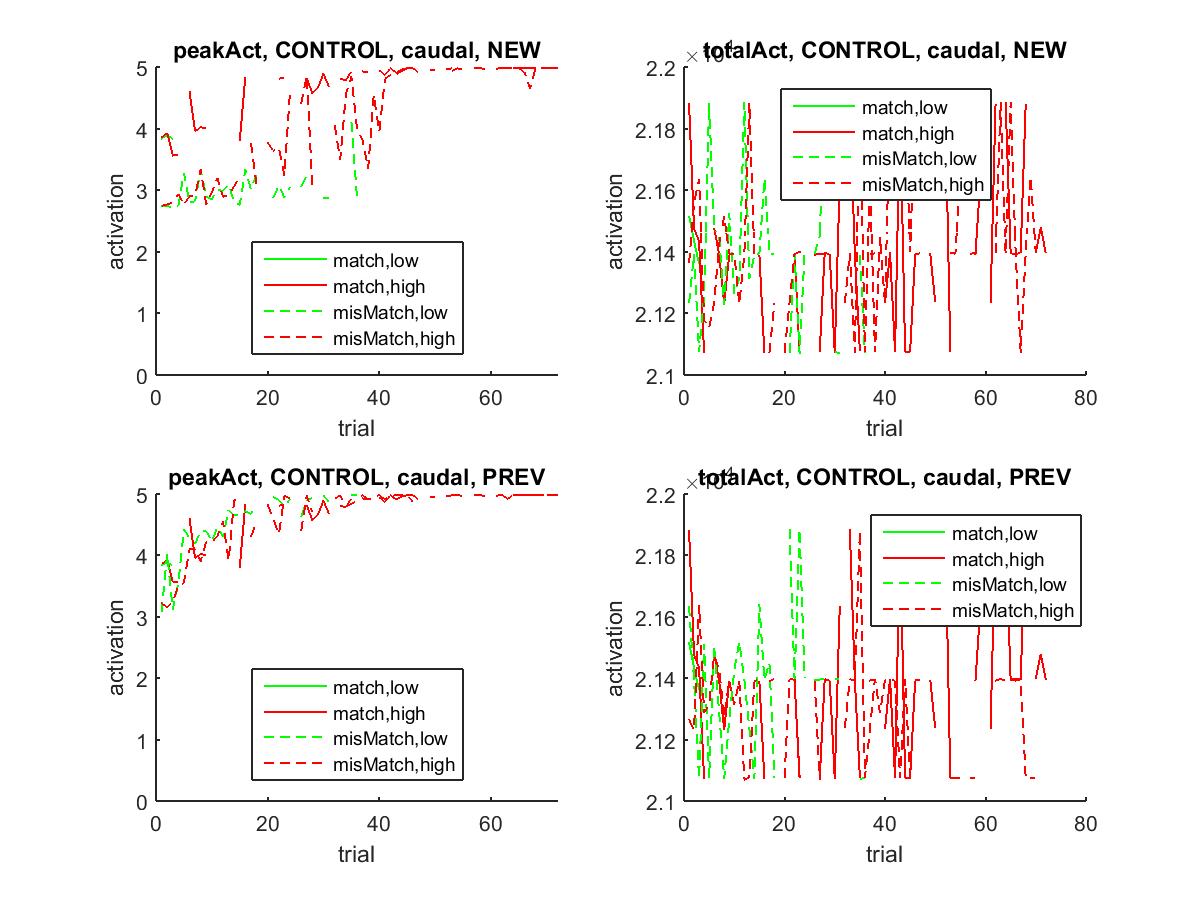 peakAct, CONTROL, caudal, NEW
5
4
3
2
1
0
activation
0 20 40 60
trial
match,low
match,high
misMatch,low
misMatch,high
totalAct, CONTROL, caudal, NEW
2.2
2.18
2.16
2.14
2.12
2.1
activation
0 20 40 60 80
trial
match,low
match,high
misMatch,low
misMatch,high
peakAct, CONTROL, caudal, PREV
5
4
3
2
1
0
activation
0 20 40 60
trial
match,low
match,high
misMatch,low
misMatch,high
totalAct, CONTROL, caudal, PREV
2.2
2.18
2.16
2.14
2.12
2.1
activation
0 20 40 60 80
trial
match,low
match,high
misMatch,low
misMatch,high